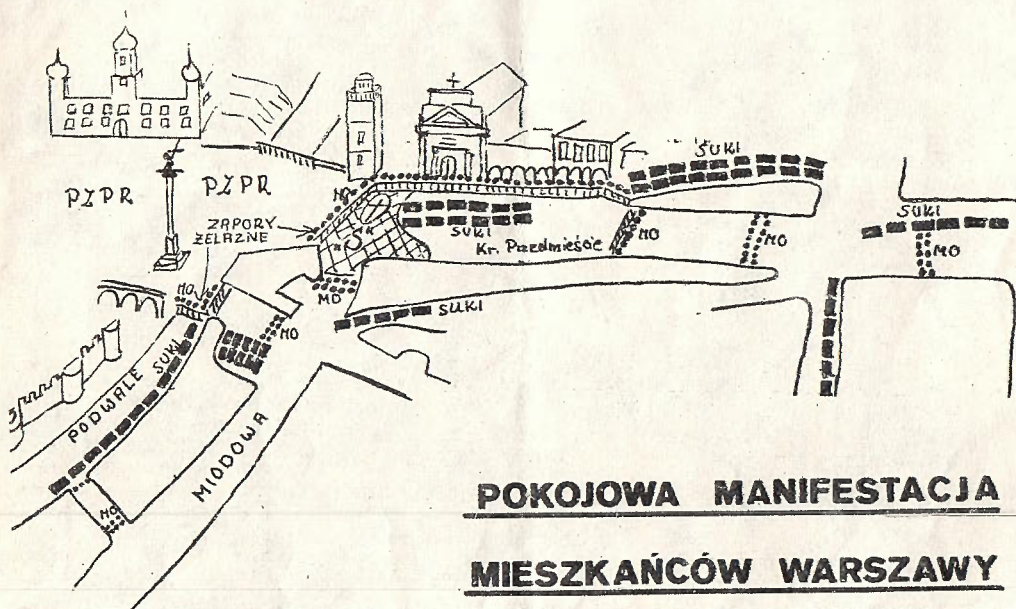 SUKI
PZPR
PZPR
MO
SUKI
ZAPORY
ŻELAZNE
"S"
SUKI
Kr. Przedmieście
MO
MO
MO
MO
MO
SUKI
MO
PODWALE
SUKI
MIODOWA
MO
POKOJOWA MANIFESTACJA
MIESZKAŃCÓW WARSZAWY